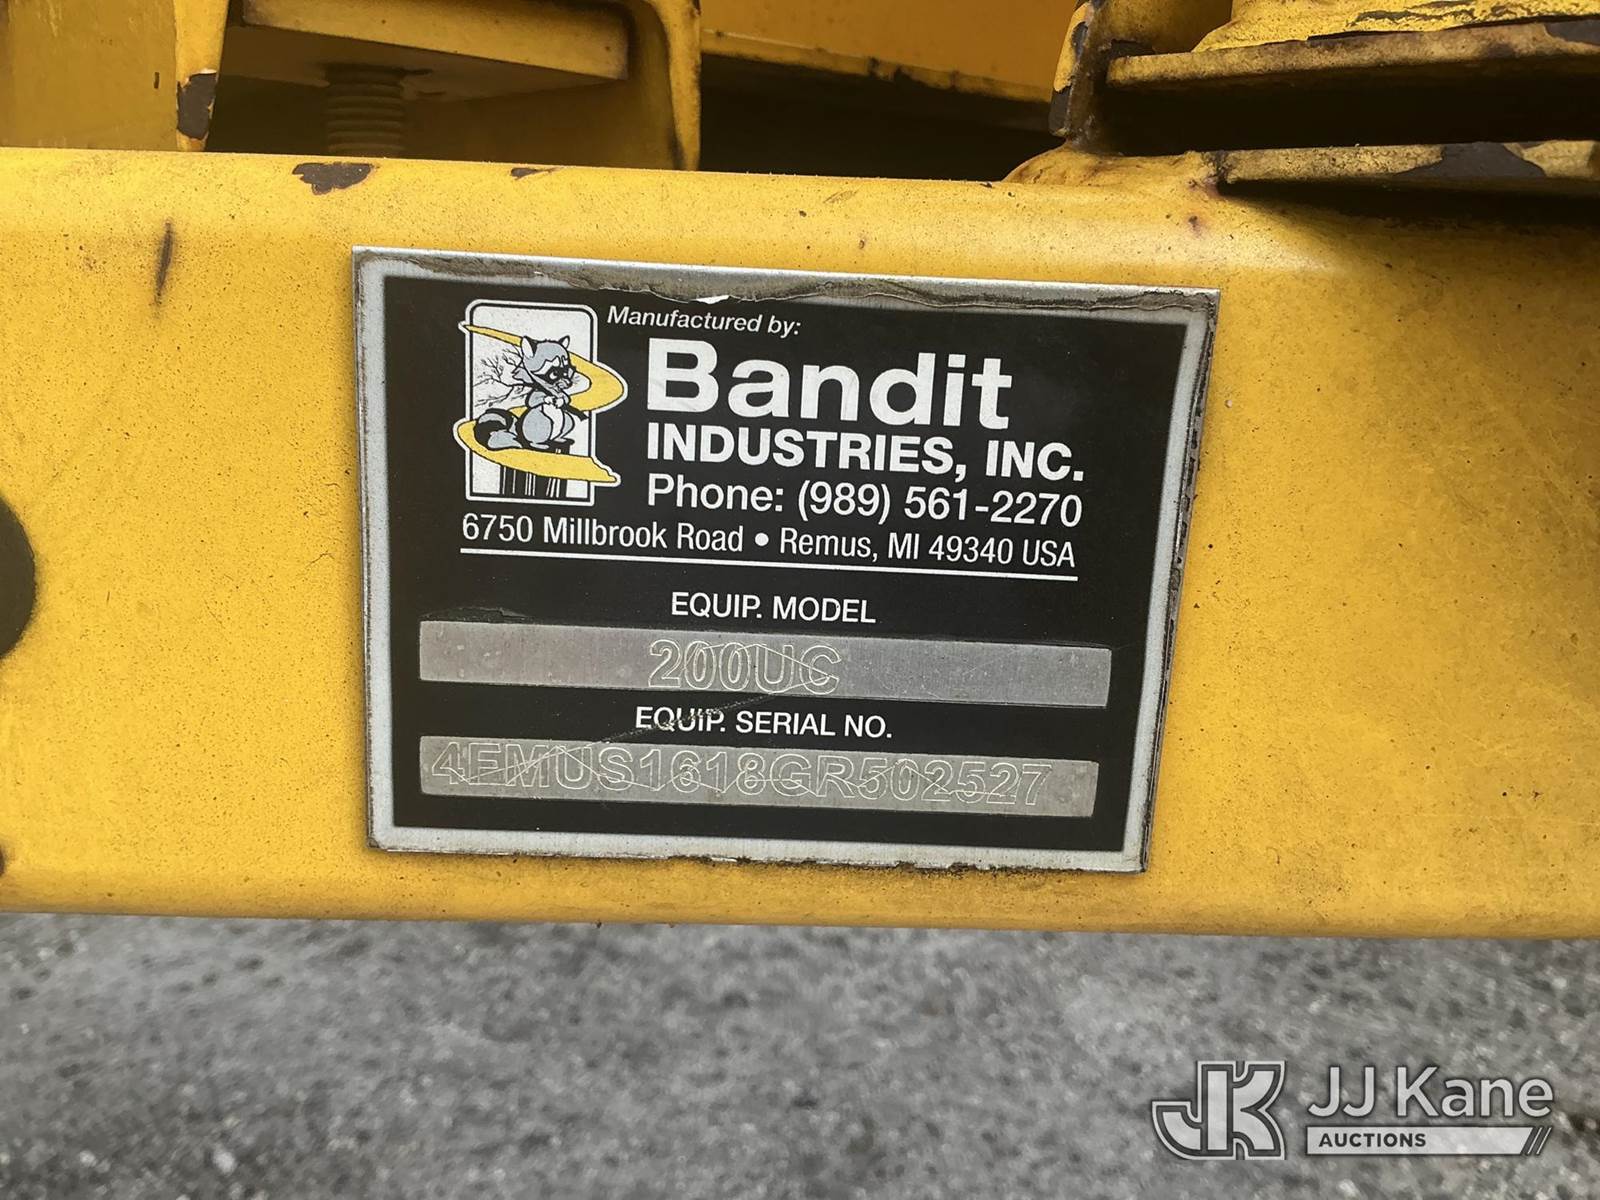 Manufactured by:
Bandit
INDUSTRIES, INC.
Phone: (989) 561-2270
6750 Millbrook Road • Remus, MI 49340 USA
EQUIP. MODEL
200UC
EQUIP. SERIAL NO.
4FMUS1618GR502527
JK JJ Kane
AUCTIONS